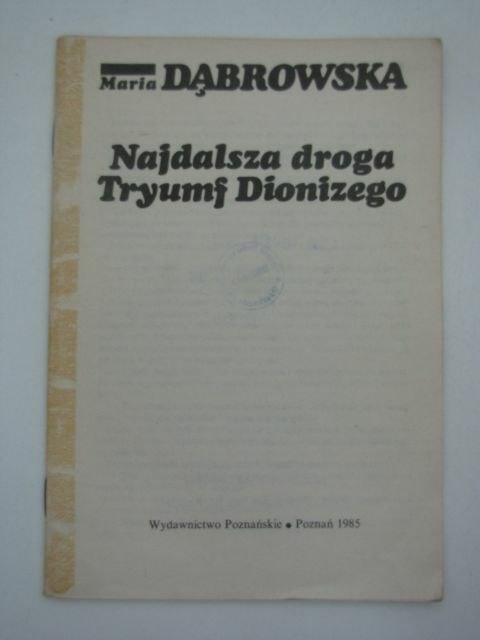 Maria DĄBROWSKA
Najdalsza droga
Tryumf Dionizego
Wydawnictwo Poznańskie • Poznań 1985